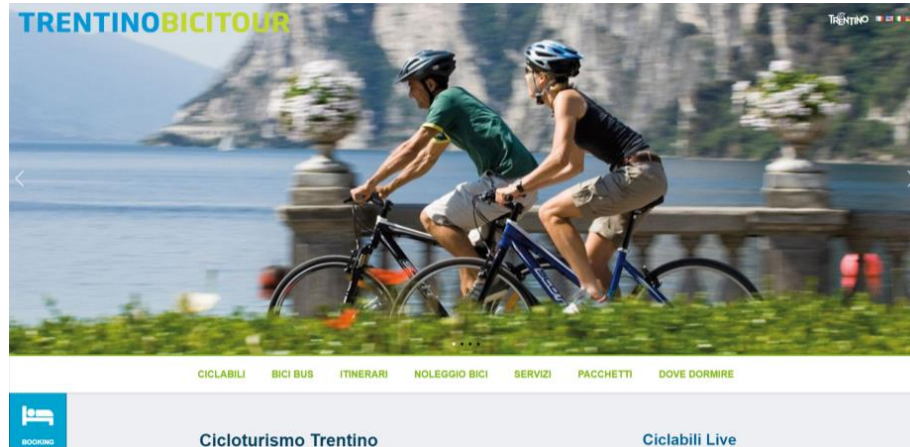 TRENTINOBICITOUR
TRENTINO
CICLABILI BICI BUS ITINERARI NOLEGGIO BICI SERVIZI PACCHETTI DOVE DORMIRE
BOOKING
Cicloturismo Trentino
Ciclabili Live